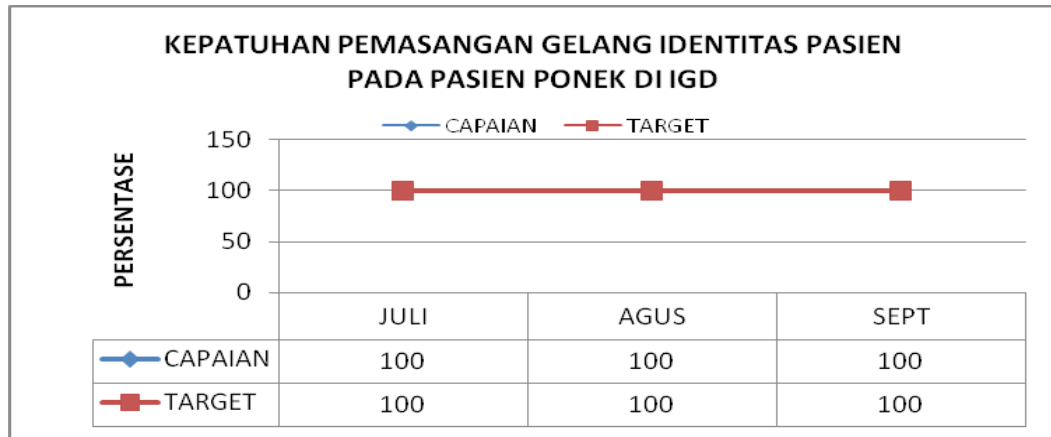 KEPATUHAN PEMASANGAN GELANG IDENTITAS PASIEN
PADA PASIEN PONEK DI IGD
CAPAIAN TARGET
PERSENTASE
150
100
50
0
JULI AGUS SEPT
CAPAIAN 100 100 100
TARGET 100 100 100